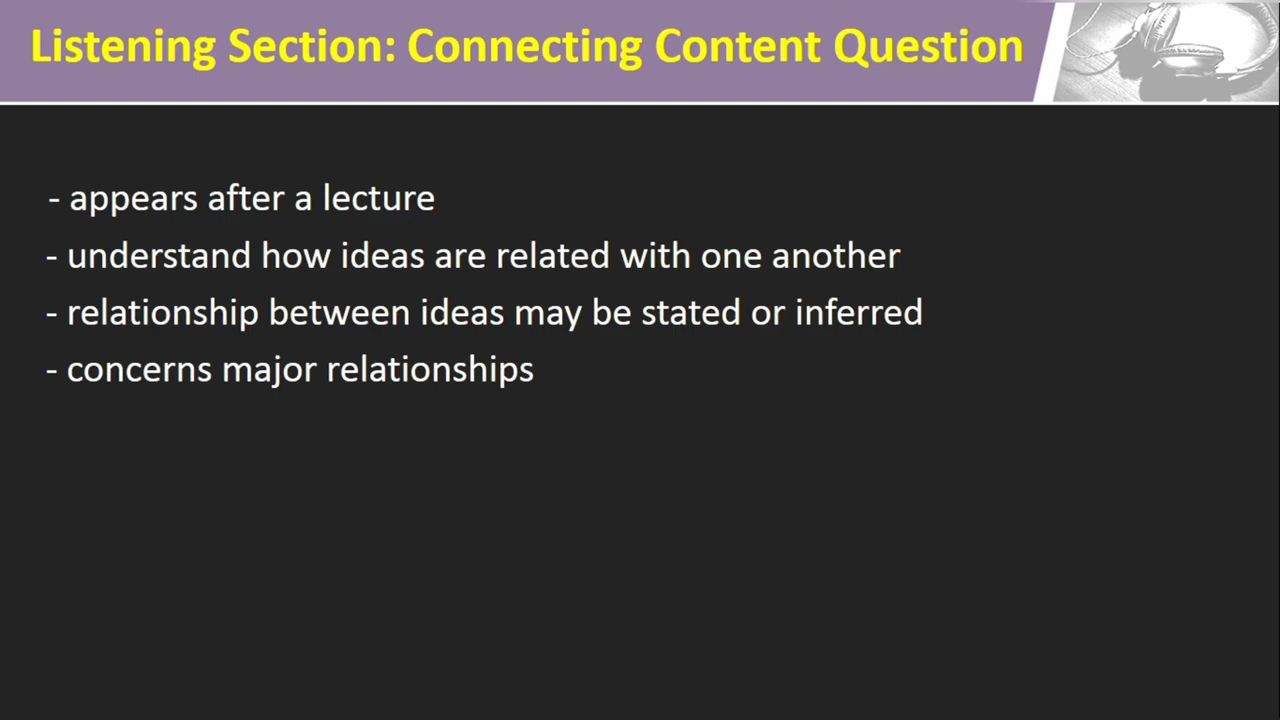 Listening Section: Connecting Content Question
- appears after a lecture
- understand how ideas are related with one another
- relationship between ideas may be stated or inferred
- concerns major relationships